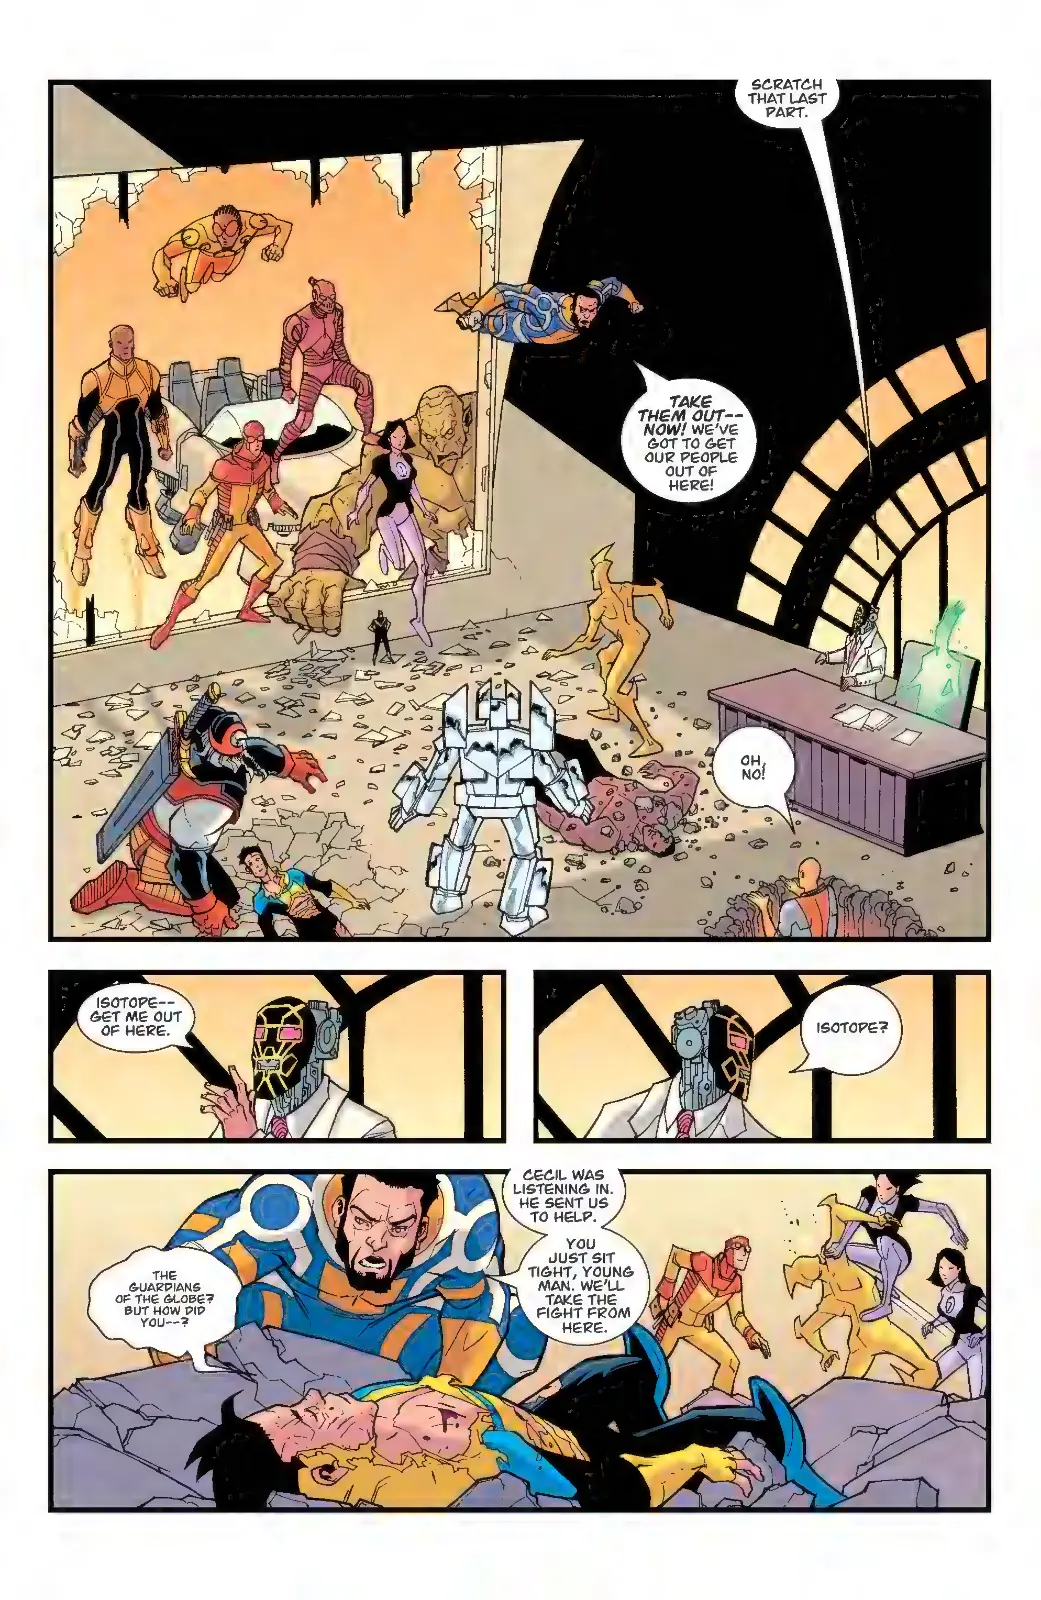 SCRATCH
THAT LAST
PART.
TAKE
THEM OUT--
NOW! WE'VE
GOT TO GET
OUR PEOPLE
OUT OF
HERE!
OH,
NO!
ISOTOPE--
GET ME OUT
OF HERE.
ISOTOPE?
THE
GUARDIANS
OF THE GLOBE?
BUT HOW DID
YOU--?
CECIL WAS
LISTENING IN.
HE SENT US
TO HELP.
YOU
JUST SIT
TIGHT, YOUNG
MAN. WE'LL
TAKE THE
FIGHT FROM
HERE.